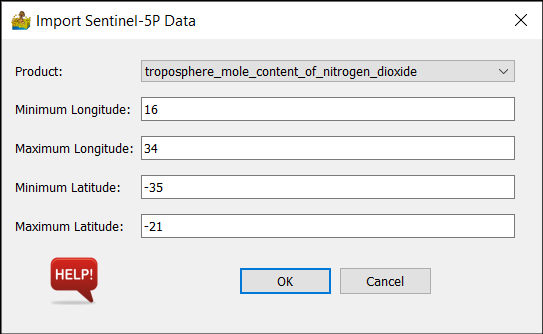 Import Sentinel-5P Data
Product: troposphere_mole_content_of_nitrogen_dioxide
Minimum Longitude: 16
Maximum Longitude: 34
Minimum Latitude: -35
Maximum Latitude: -21
HELP! OK Cancel